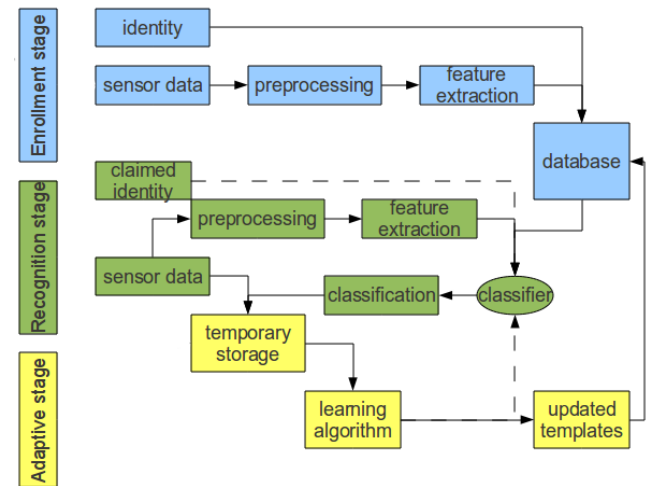 Enrollment stage
identity
sensor data
preprocessing
feature
extraction
database
Recognition stage
claimed
identity
preprocessing
feature
extraction
sensor data
classification
classifier
temporary
storage
Adaptive stage
learning
algorithm
updated
templates